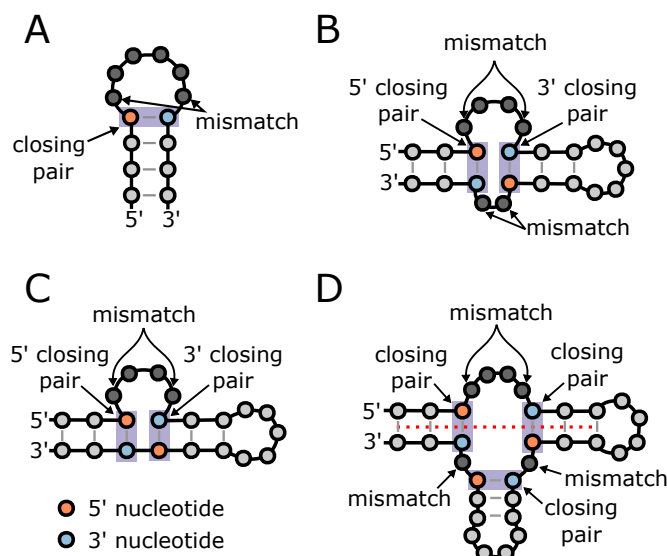 A
mismatch
closing
pair
5' 3'
B
mismatch
5' closing
pair
3' closing
pair
5'
3'
mismatch
C
mismatch
5' closing
pair
3' closing
pair
5'
3'
5' nucleotide
3' nucleotide
D
mismatch
closing
pair
closing
pair
5'
3'
mismatch
mismatch
closing
pair